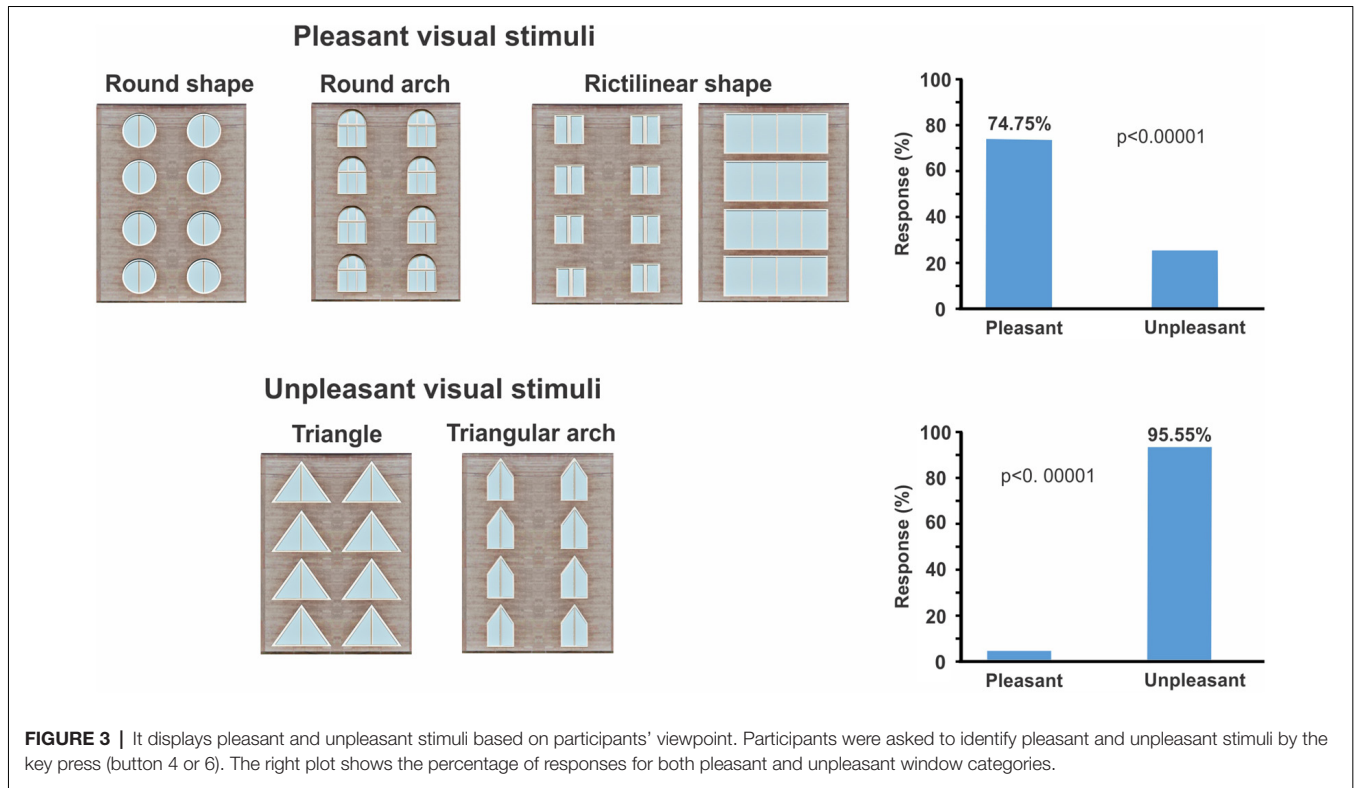 Pleasant visual stimuli
Round shape
Round arch
Rictilinear shape
100
80
60
40
20
0
Response (%)
74.75%
p<0.00001
Pleasant
Unpleasant
Unpleasant visual stimuli
Triangle
Triangular arch
100
80
60
40
20
0
Response (%)
95.55%
p<0. 00001
Pleasant
Unpleasant
FIGURE 3 | It displays pleasant and unpleasant stimuli based on participants’ viewpoint. Participants were asked to identify pleasant and unpleasant stimuli by the
key press (button 4 or 6). The right plot shows the percentage of responses for both pleasant and unpleasant window categories.